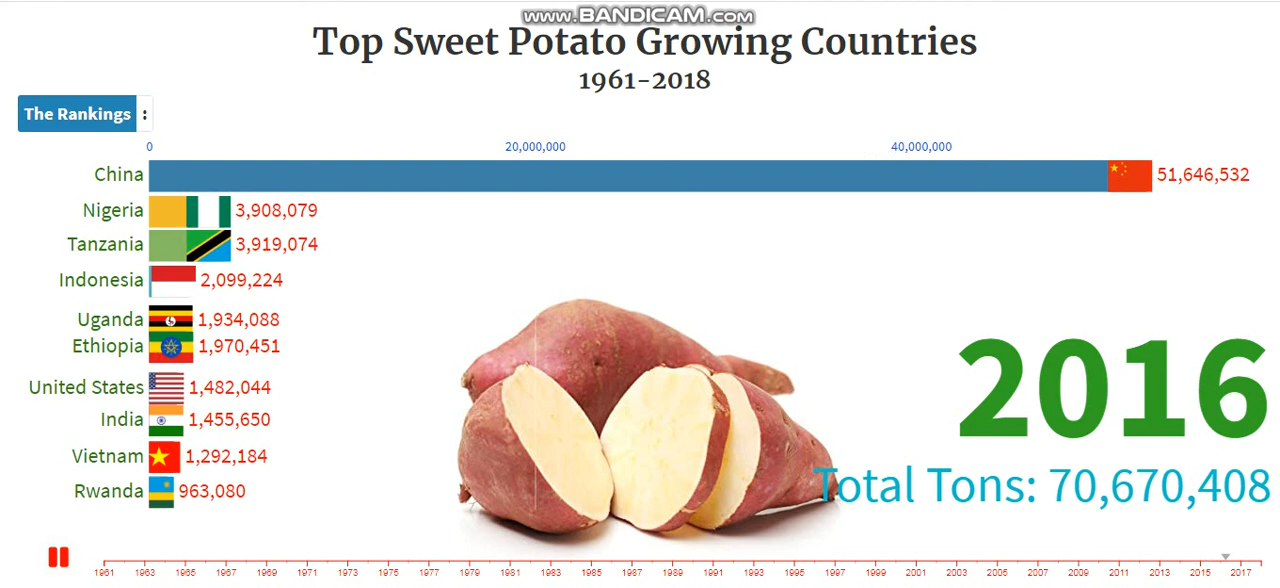 www.BANDICAM.com
Top Sweet Potato Growing Countries
1961-2018
The Rankings :
0 20,000,000 40,000,000
China 51,646,532
Nigeria 3,908,079
Tanzania 3,919,074
Indonesia 2,099,224
Uganda 1,934,088
Ethiopia 1,970,451
United States 1,482,044
India 1,455,650
Vietnam 1,292,184
Rwanda 963,080
2016
Total Tons: 70,670,408
1961 1963 1965 1967 1969 1971 1973 1975 1977 1979 1981 1983 1985 1987 1989 1991 1993 1995 1997 1999 2001 2003 2005 2007 2009 2011 2013 2015 2017